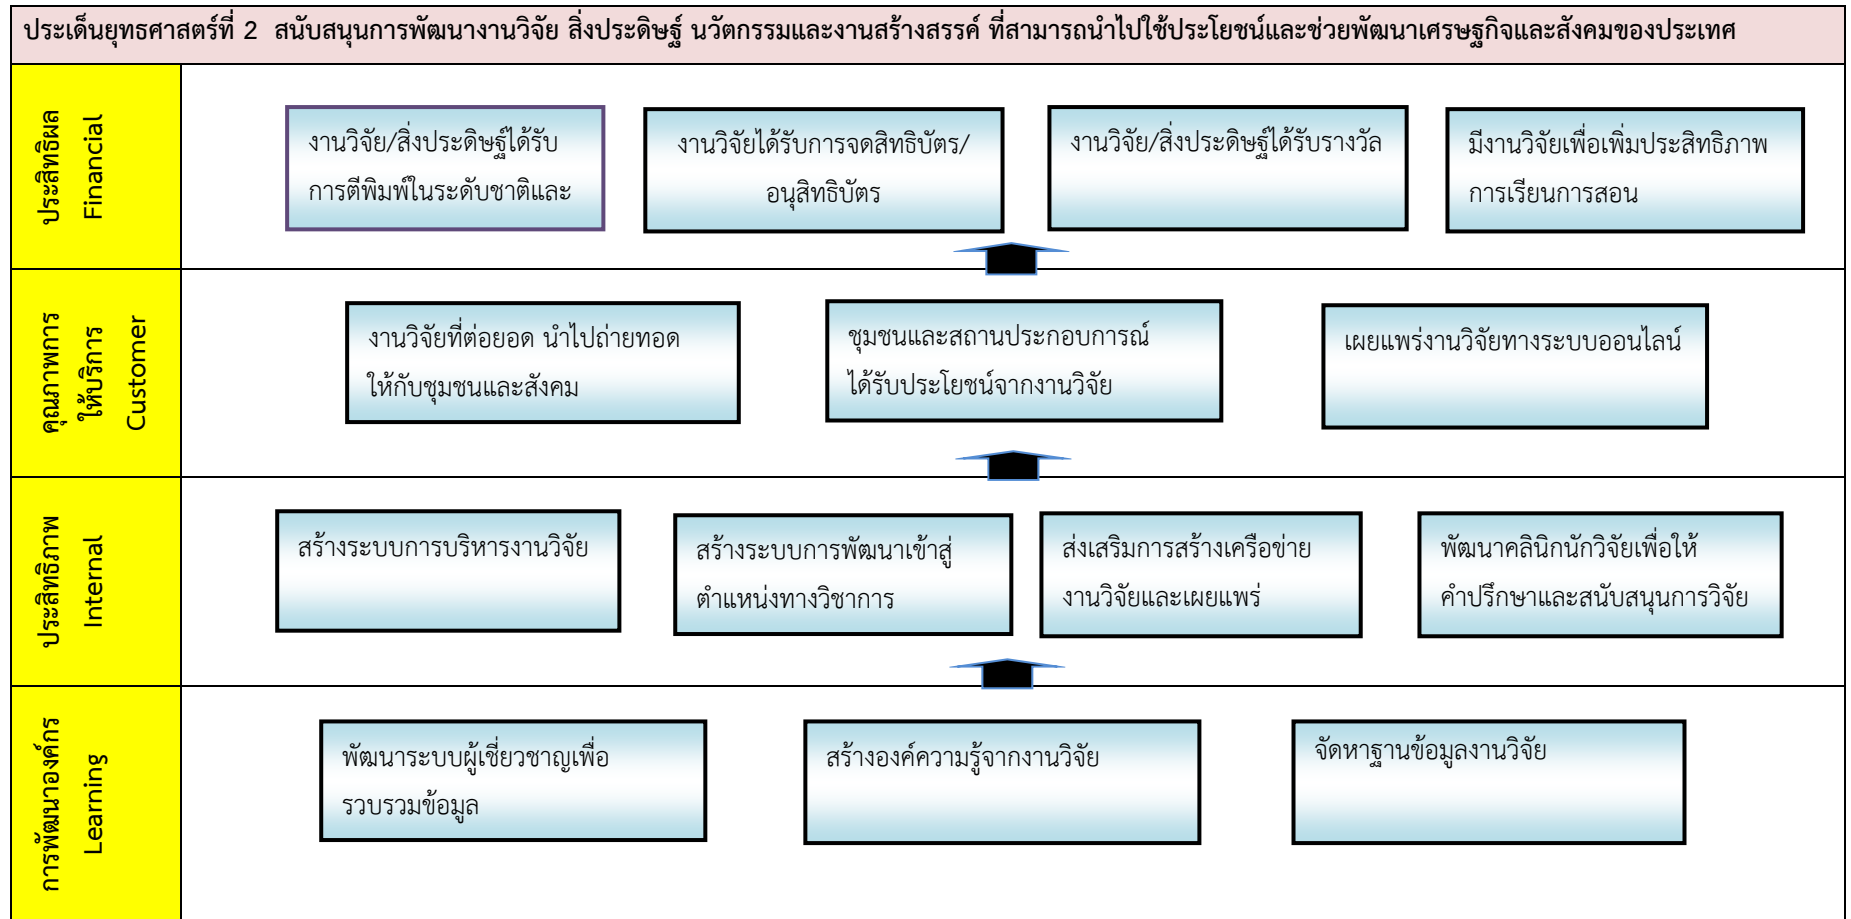 ประเด็นยุทธศาสตร์ที่ 2 สนับสนุนการพัฒนางานวิจัย สิ่งประดิษฐ์ นวัตกรรมและงานสร้างสรรค์ ที่สามารถนำไปใช้ประโยชน์และช่วยพัฒนาเศรษฐกิจและสังคมของประเทศ
ประสิทธิผล
Financial
งานวิจัย/สิ่งประดิษฐ์ได้รับ
การตีพิมพ์ในระดับชาติและ
งานวิจัยได้รับการจดสิทธิบัตร/
อนุสิทธิบัตร
งานวิจัย/สิ่งประดิษฐ์ได้รับรางวัล
มีงานวิจัยเพื่อเพิ่มประสิทธิภาพ
การเรียนการสอน
คุณภาพการ
ให้บริการ
Customer
งานวิจัยที่ต่อยอด นำไปถ่ายทอด
ให้กับชุมชนและสังคม
ชุมชนและสถานประกอบการณ์
ได้รับประโยชน์จากงานวิจัย
เผยแพร่งานวิจัยทางระบบออนไลน์
ประสิทธิภาพ
Internal
สร้างระบบการบริหารงานวิจัย
สร้างระบบการพัฒนาเข้าสู่
ตำแหน่งทางวิชาการ
ส่งเสริมการสร้างเครือข่าย
งานวิจัยและเผยแพร่
พัฒนาคลินิกนักวิจัยเพื่อให้
คำปรึกษาและสนับสนุนการวิจัย
การพัฒนาองค์กร
Learning
พัฒนาระบบผู้เชี่ยวชาญเพื่อ
รวบรวมข้อมูล
สร้างองค์ความรู้จากงานวิจัย
จัดหาฐานข้อมูลงานวิจัย